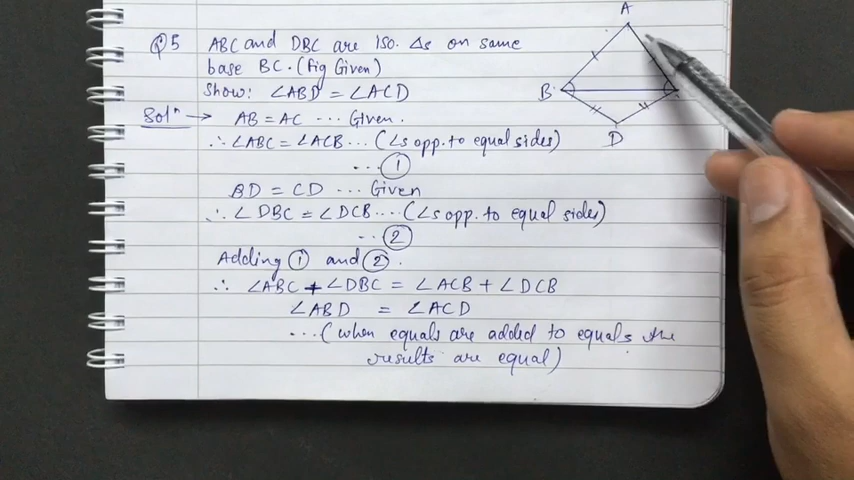 Q5 ABC and DBC are iso. Δs on same
base BC. (Fig Given)
Show: ∠ABD = ∠ACD
Solⁿ → AB = AC ... Given.
∴ ∠ABC = ∠ACB ... (∠s opp. to equal sides)
... ①
BD = CD ... Given
∴ ∠DBC = ∠DCB ... (∠s opp. to equal sides)
.. ②
Adding ① and ② .
∴ ∠ABC + ∠DBC = ∠ACB + ∠DCB
∠ABD = ∠ACD
... (when equals are added to equals the
results are equal)
A
B
D